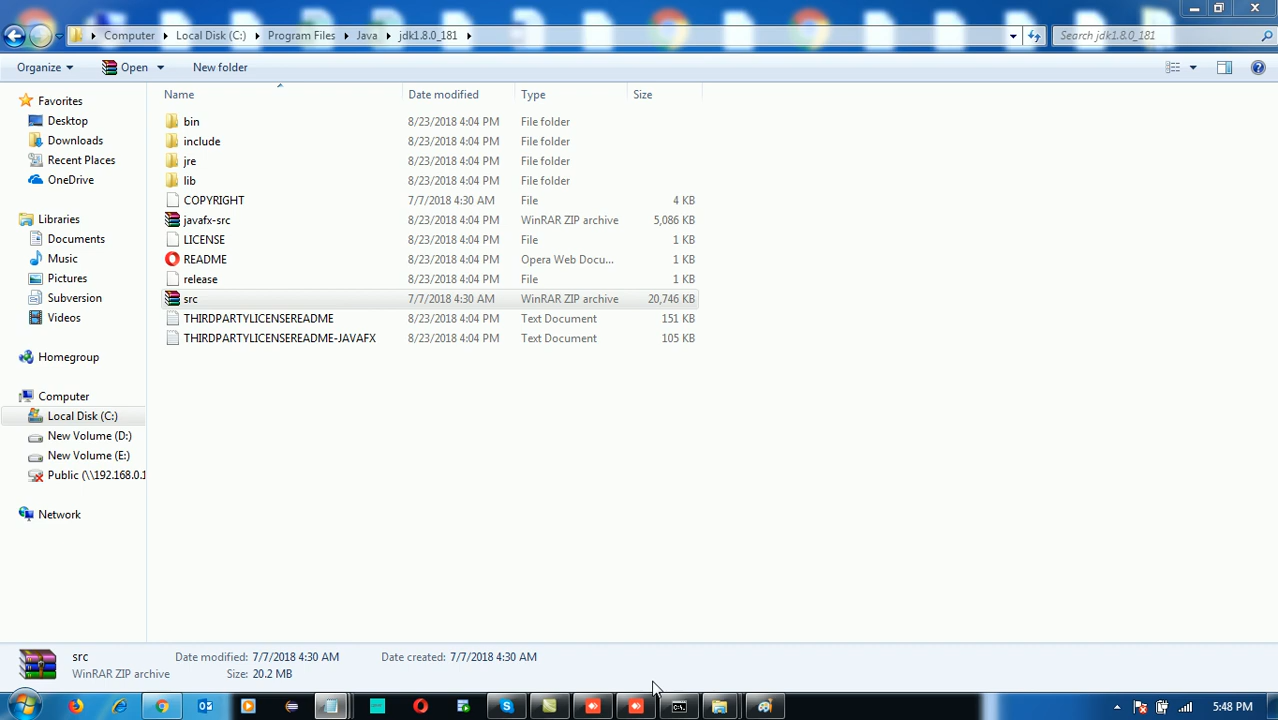 Computer ▸ Local Disk (C:) ▸ Program Files ▸ Java ▸ jdk1.8.0_181 ▸
Search jdk1.8.0_181
Organize Open New folder
Name Date modified Type Size
Favorites
Desktop
Downloads
Recent Places
OneDrive
Libraries
Documents
Music
Pictures
Subversion
Videos
Homegroup
Computer
Local Disk (C:)
New Volume (D:)
New Volume (E:)
Public (\\192.168.0.1
Network
bin 8/23/2018 4:04 PM File folder
include 8/23/2018 4:04 PM File folder
jre 8/23/2018 4:04 PM File folder
lib 8/23/2018 4:04 PM File folder
COPYRIGHT 7/7/2018 4:30 AM File 4 KB
javafx-src 8/23/2018 4:04 PM WinRAR ZIP archive 5,086 KB
LICENSE 8/23/2018 4:04 PM File 1 KB
README 8/23/2018 4:04 PM Opera Web Docu... 1 KB
release 8/23/2018 4:04 PM File 1 KB
src 7/7/2018 4:30 AM WinRAR ZIP archive 20,746 KB
THIRDPARTYLICENSEREADME 8/23/2018 4:04 PM Text Document 151 KB
THIRDPARTYLICENSEREADME-JAVAFX 8/23/2018 4:04 PM Text Document 105 KB
src Date modified: 7/7/2018 4:30 AM Date created: 7/7/2018 4:30 AM
WinRAR ZIP archive Size: 20.2 MB
5:48 PM